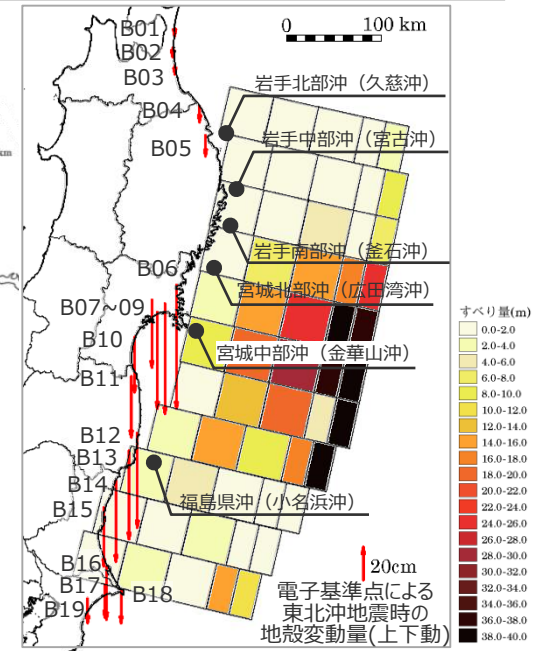 0 100 km
B01
B02
B03
B04
B05
岩手北部沖（久慈沖）
岩手中部沖（宮古沖）
岩手南部沖（釜石沖）
B06
宮城北部沖（広田湾沖）
B07~09
B10
宮城中部沖（金華山沖）
B11
B12
B13
B14
福島県沖（小名浜沖）
B15
B16
B17
B18
B19
20cm
電子基準点による
東北沖地震時の
地殻変動量(上下動)
すべり量(m)
0.0-2.0
2.0-4.0
4.0-6.0
6.0-8.0
8.0-10.0
10.0-12.0
12.0-14.0
14.0-16.0
16.0-18.0
18.0-20.0
20.0-22.0
22.0-24.0
24.0-26.0
26.0-28.0
28.0-30.0
30.0-32.0
32.0-34.0
34.0-36.0
36.0-38.0
38.0-40.0
km